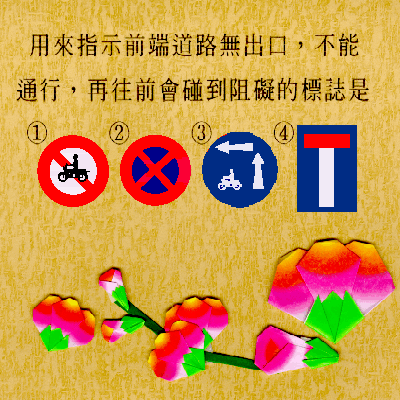 用來指示前端道路無出口，不能
通行，再往前會碰到阻礙的標誌是
① ② ③ ④